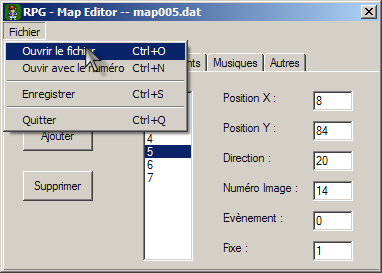 RPG - Map Editor -- map005.dat
Fichier
Ouvrir le fichier Ctrl+O
Ouvir avec le numéro Ctrl+N
Enregistrer Ctrl+S
Quitter Ctrl+Q
Musiques
Autres
Ajouter
Supprimer
4
5
6
7
Position X : 8
Position Y : 84
Direction : 20
Numéro Image : 14
Evènement : 0
Fixe : 1